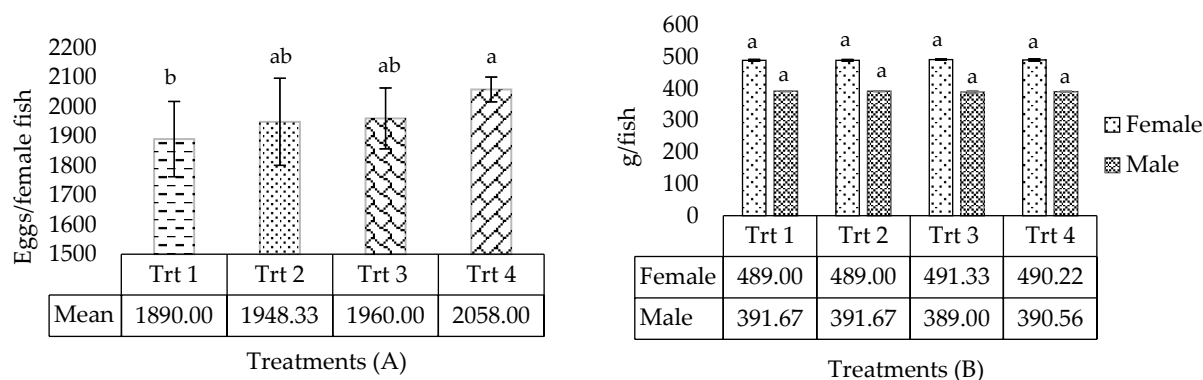 2200
2100
2000
1900
1800
1700
1600
1500
Eggs/female fish
b
ab
ab
a
Trt 1 Trt 2 Trt 3 Trt 4
Mean 1890.00 1948.33 1960.00 2058.00
Treatments (A)
600
500
400
300
200
100
0
g/fish
a a a a
a a a a
Female
Male
Trt 1 Trt 2 Trt 3 Trt 4
Female 489.00 489.00 491.33 490.22
Male 391.67 391.67 389.00 390.56
Treatments (B)